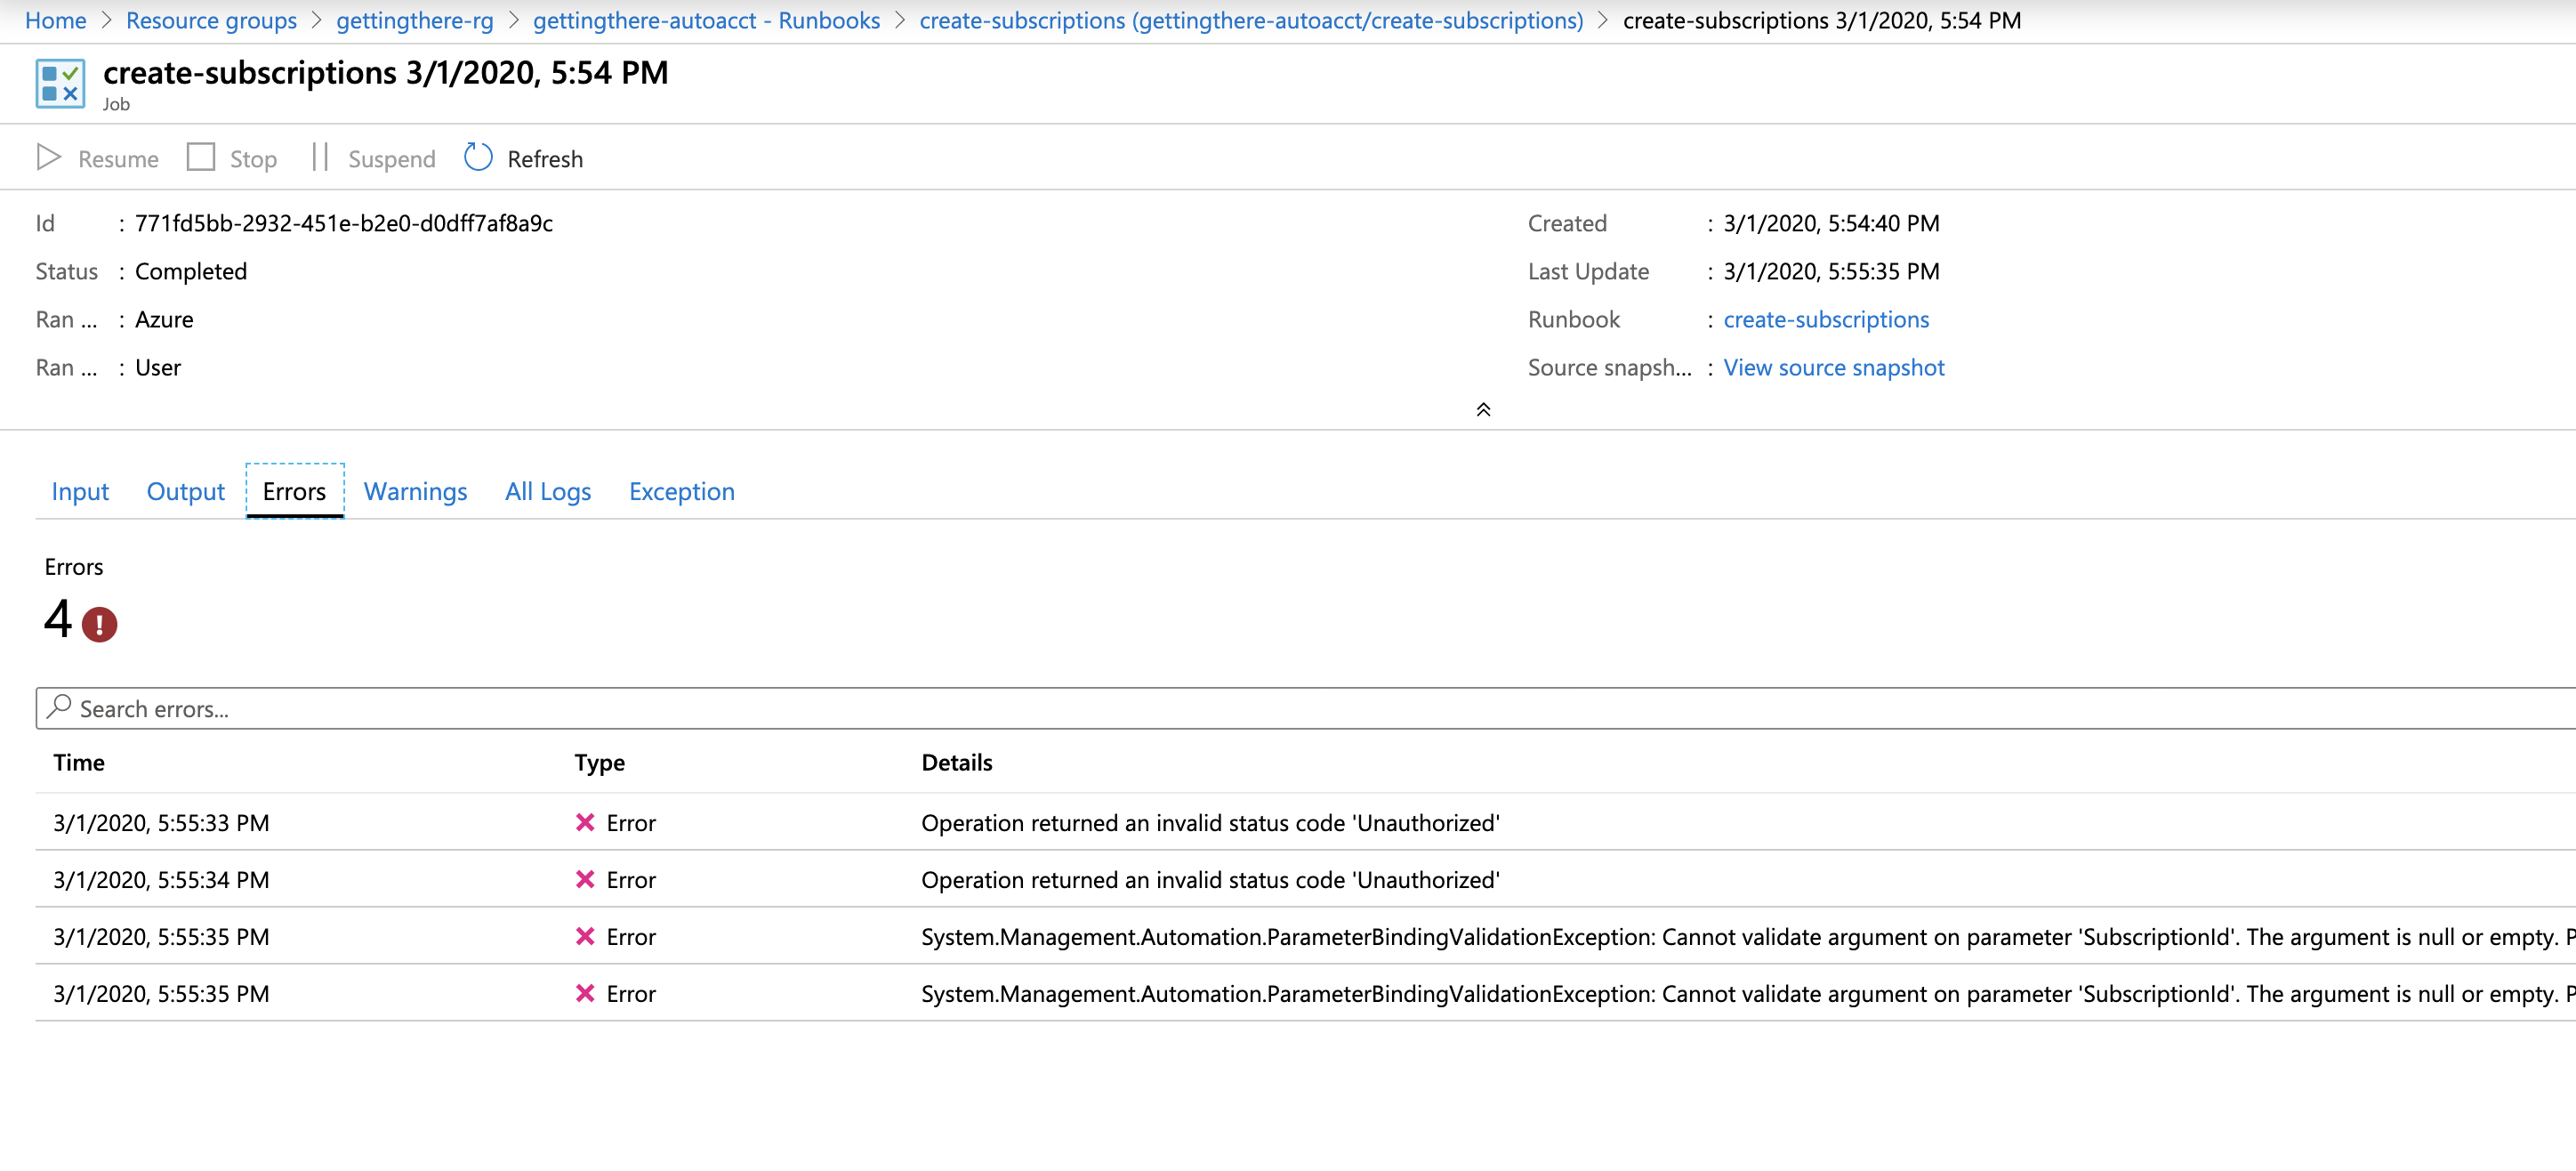 Home > Resource groups > gettingthere-rg > gettingthere-autoacct - Runbooks > create-subscriptions (gettingthere-autoacct/create-subscriptions) > create-subscriptions 3/1/2020, 5:54 PM
create-subscriptions 3/1/2020, 5:54 PM
Job
Resume Stop Suspend Refresh
Id : 771fd5bb-2932-451e-b2e0-d0dff7af8a9c
Status : Completed
Ran ... : Azure
Ran ... : User
Created : 3/1/2020, 5:54:40 PM
Last Update : 3/1/2020, 5:55:35 PM
Runbook : create-subscriptions
Source snapsh... : View source snapshot
Input Output Errors Warnings All Logs Exception
Errors
4
Search errors...
Time Type Details
3/1/2020, 5:55:33 PM Error Operation returned an invalid status code 'Unauthorized'
3/1/2020, 5:55:34 PM Error Operation returned an invalid status code 'Unauthorized'
3/1/2020, 5:55:35 PM Error System.Management.Automation.ParameterBindingValidationException: Cannot validate argument on parameter 'SubscriptionId'. The argument is null or empty. P
3/1/2020, 5:55:35 PM Error System.Management.Automation.ParameterBindingValidationException: Cannot validate argument on parameter 'SubscriptionId'. The argument is null or empty. P